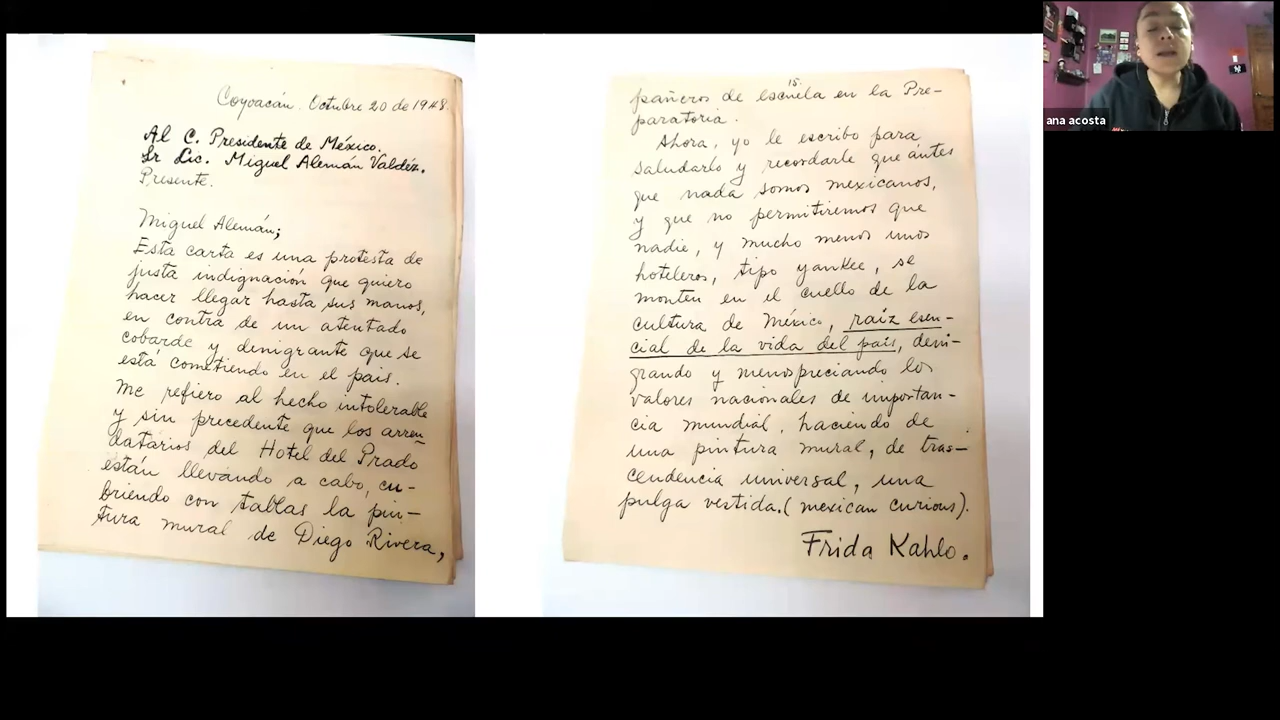 Coyoacán. Octubre 20 de 1948.
Al C. Presidente de México.
Sr Lic. Miguel Alemán Valdéz.
Presente.
Miguel Alemán;
Esta carta es una protesta de
justa indignación que quiero
hacer llegar hasta sus manos,
en contra de un atentado
cobarde y denigrante que se
está cometiendo en el país.
Me refiero al hecho intolerable
y sin precedente que los arren-
datarios del Hotel del Prado
están llevando a cabo, cu-
briendo con tablas la pin-
tura mural de Diego Rivera,
15.
pañeros de escuela en la Pre-
paratoria.
Ahora, yo le escribo para
saludarlo y recordarle que ántes
que nada somos mexicanos,
y que no permitiremos que
nadie, y mucho menos unos
hoteleros, tipo yankee, se
monten en el cuello de la
cultura de México, raíz esen-
cial de la vida del país, deni-
grando y menospreciando los
valores nacionales de importan-
cia mundial, haciendo de
una pintura mural, de tras-
cendencia universal, una
pulga vestida. (mexican curious).
Frida Kahlo.
ana acosta